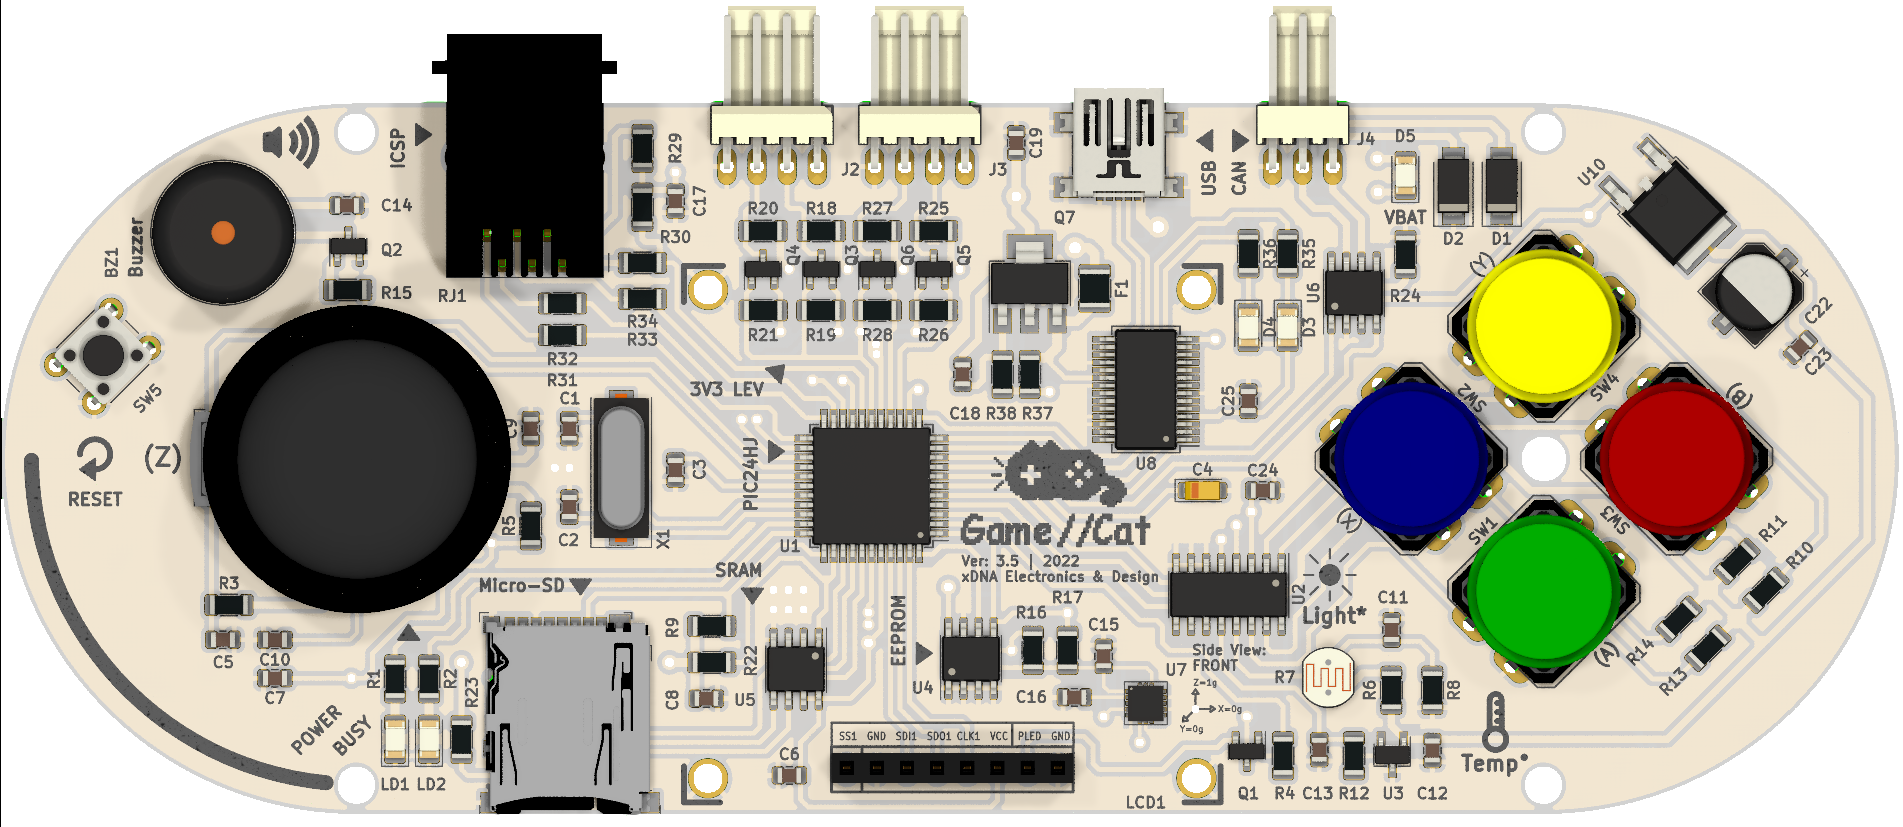 ICSP
R29
C17
R30
J2
J3
C19
USB
CAN
J4
D5
VBAT
D2
D1
U10
BZ1
Buzzer
C14
Q2
R15
RJ1
R34
R33
R32
R31
R20
R18
R27
R25
Q4
Q3
Q6
Q5
R21
R19
R28
R26
Q7
F1
R36
R35
D4
D3
U6
R24
(Y)
C22
+
C23
SW5
RESET
(Z)
3V3 LEV
C18
R38
R37
C25
U8
SW2
SW4
(B)
C1
C9
C3
PIC24HJ
C4
C24
R5
C2
X1
U1
Game//Cat
Ver: 3.5 | 2022
xDNA Electronics & Design
(X)
SW1
SW3
R11
R10
R3
C5
C10
C7
Micro-SD
SRAM
R9
R22
C8
U5
EEPROM
U4
R16
R17
C15
C16
U2
Light*
Side View:
FRONT
U7
Z=1g
X=0g
Y=0g
R7
C11
R6
R8
(A)
R14
R13
R1
R2
R23
POWER
BUSY
LD1
LD2
C6
SS1 GND SDI1 SDO1 CLK1 VCC PLED GND
LCD1
Q1
R4
C13
R12
U3
C12
Temp*